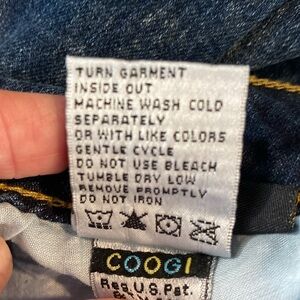 TURN GARMENT
INSIDE OUT
MACHINE WASH COLD
SEPARATELY
OR WITH LIKE COLORS
GENTLE CYCLE
DO NOT USE BLEACH
TUMBLE DRY LOW
REMOVE PROMPTLY
DO NOT IRON
COOGI
Reg. U.S. Pat.